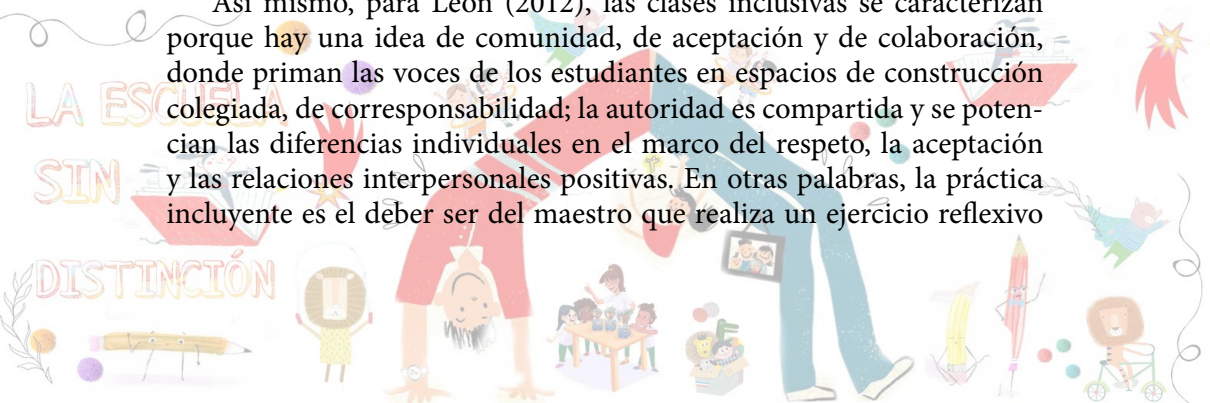 Así mismo, para León (2012), las clases inclusivas se caracterizan
porque hay una idea de comunidad, de aceptación y de colaboración,
donde priman las voces de los estudiantes en espacios de construcción
colegiada, de corresponsabilidad; la autoridad es compartida y se poten-
cian las diferencias individuales en el marco del respeto, la aceptación
y las relaciones interpersonales positivas. En otras palabras, la práctica
incluyente es el deber ser del maestro que realiza un ejercicio reflexivo
LA ESCUELA
SIN
DISTINCIÓN